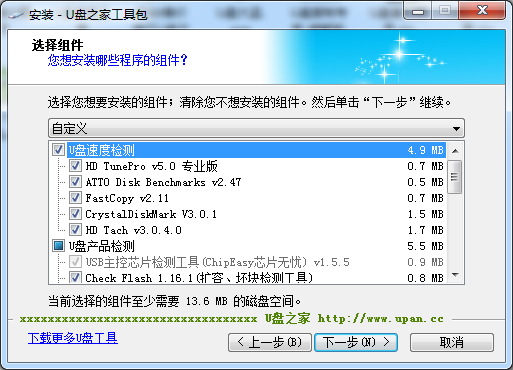 安装 - U盘之家工具包
选择组件
您想安装哪些程序的组件？
选择您想要安装的组件；清除您不想安装的组件。然后单击“下一步”继续。
自定义
U盘速度检测 4.9 MB
HD TunePro v5.0 专业版 0.7 MB
ATTO Disk Benchmarks v2.47 0.5 MB
FastCopy v2.11 0.7 MB
CrystalDiskMark V3.0.1 1.5 MB
HD Tach v3.0.4.0 1.7 MB
U盘产品检测 5.5 MB
USB主控芯片检测工具(ChipEasy芯片无忧) v1.5.5 0.9 MB
Check Flash 1.16.1(扩容、坏块检测工具) 0.8 MB
当前选择的组件至少需要 13.6 MB 的磁盘空间。
xxxxxxxxxxxxxxxxxxxxxxxxxxxxxxxxxx U盘之家 http://www.upan.cc
下载更多U盘工具
< 上一步(B)
下一步(N) >
取消